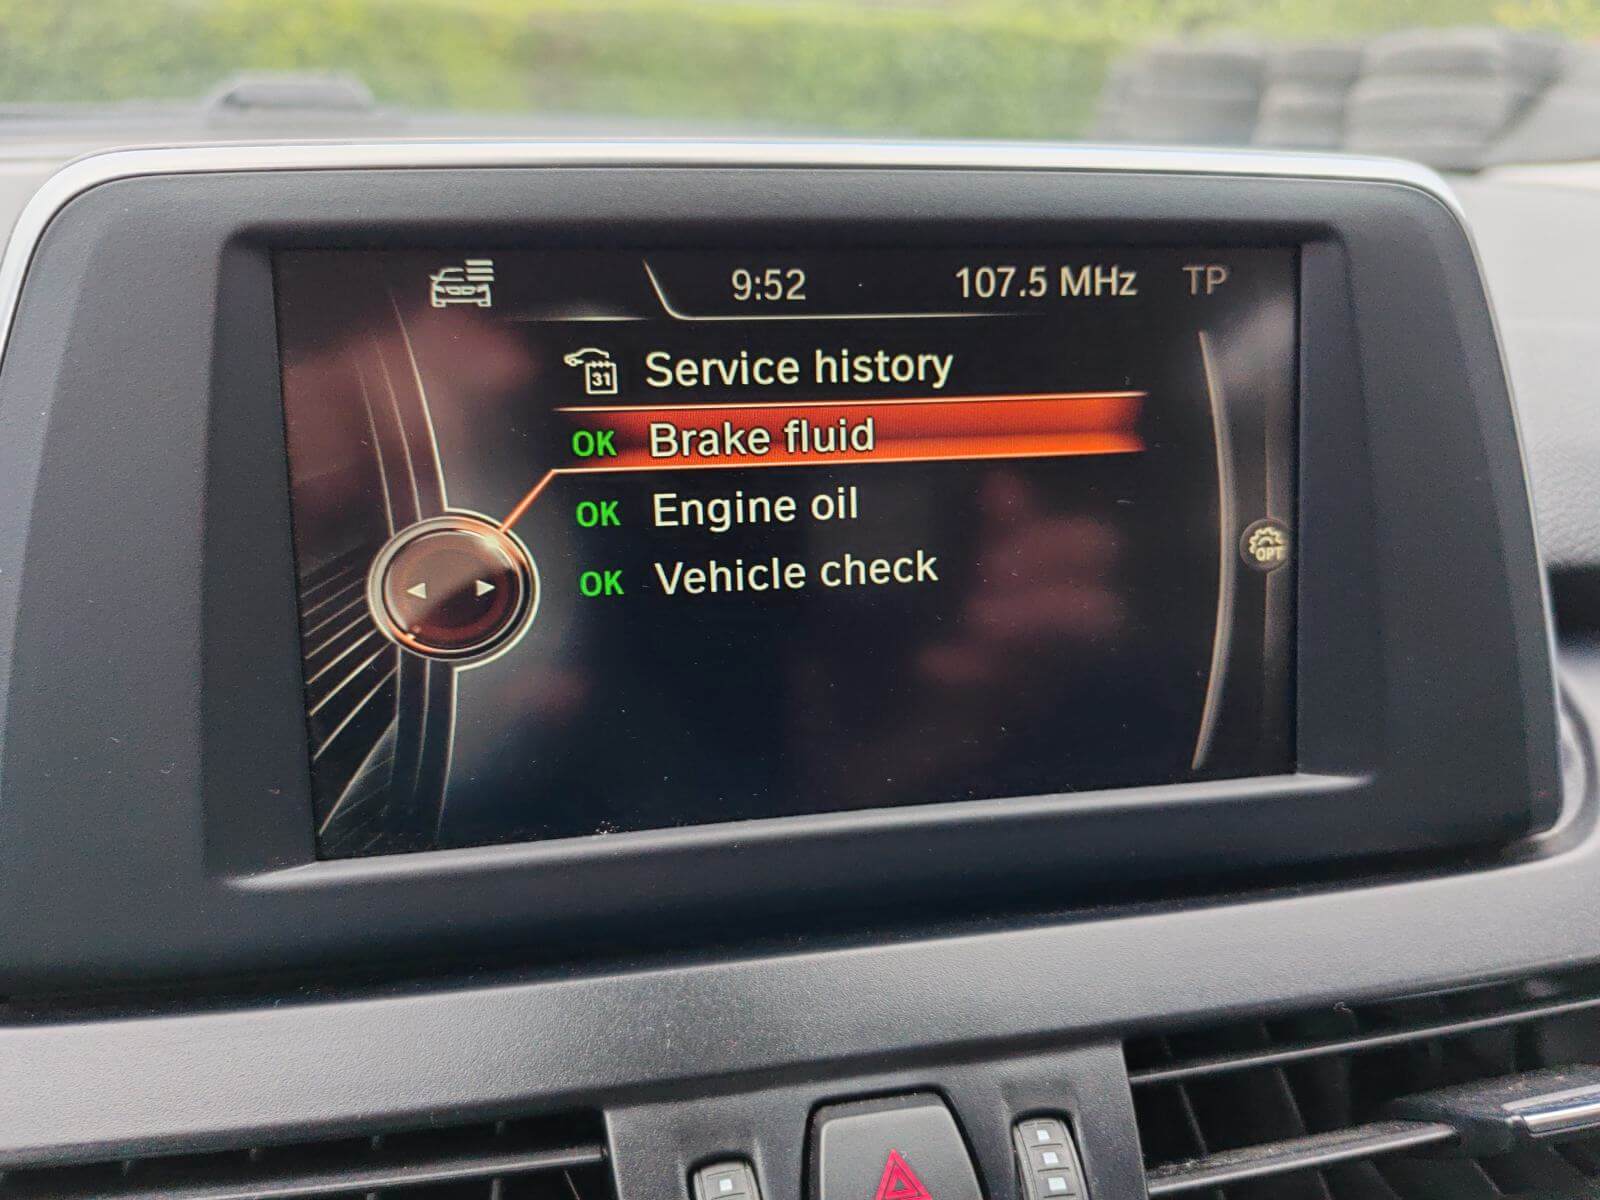 9:52 107.5 MHz TP
31 Service history
OK Brake fluid
OK Engine oil
OPT
OK Vehicle check